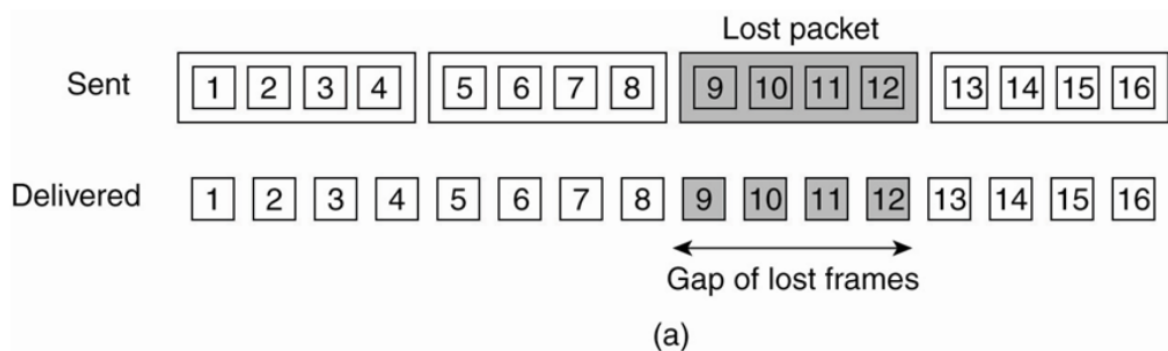 Lost packet
Sent 1 2 3 4 5 6 7 8 9 10 11 12 13 14 15 16
Delivered 1 2 3 4 5 6 7 8 9 10 11 12 13 14 15 16
Gap of lost frames
(a)